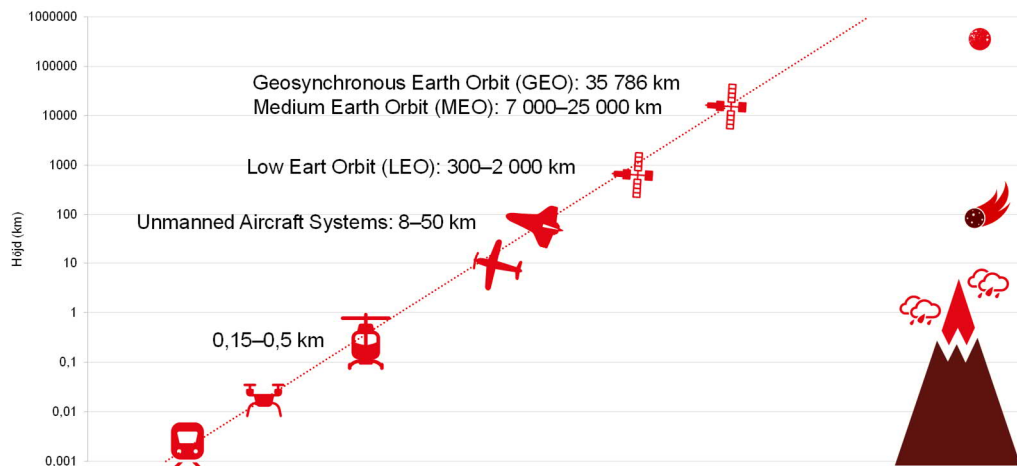 1000000
100000
Geosynchronous Earth Orbit (GEO): 35 786 km
Medium Earth Orbit (MEO): 7 000–25 000 km
10000
1000
Low Eart Orbit (LEO): 300–2 000 km
100
Unmanned Aircraft Systems: 8–50 km
Höjd (km)
10
1
0,15–0,5 km
0,1
0,01
0,001